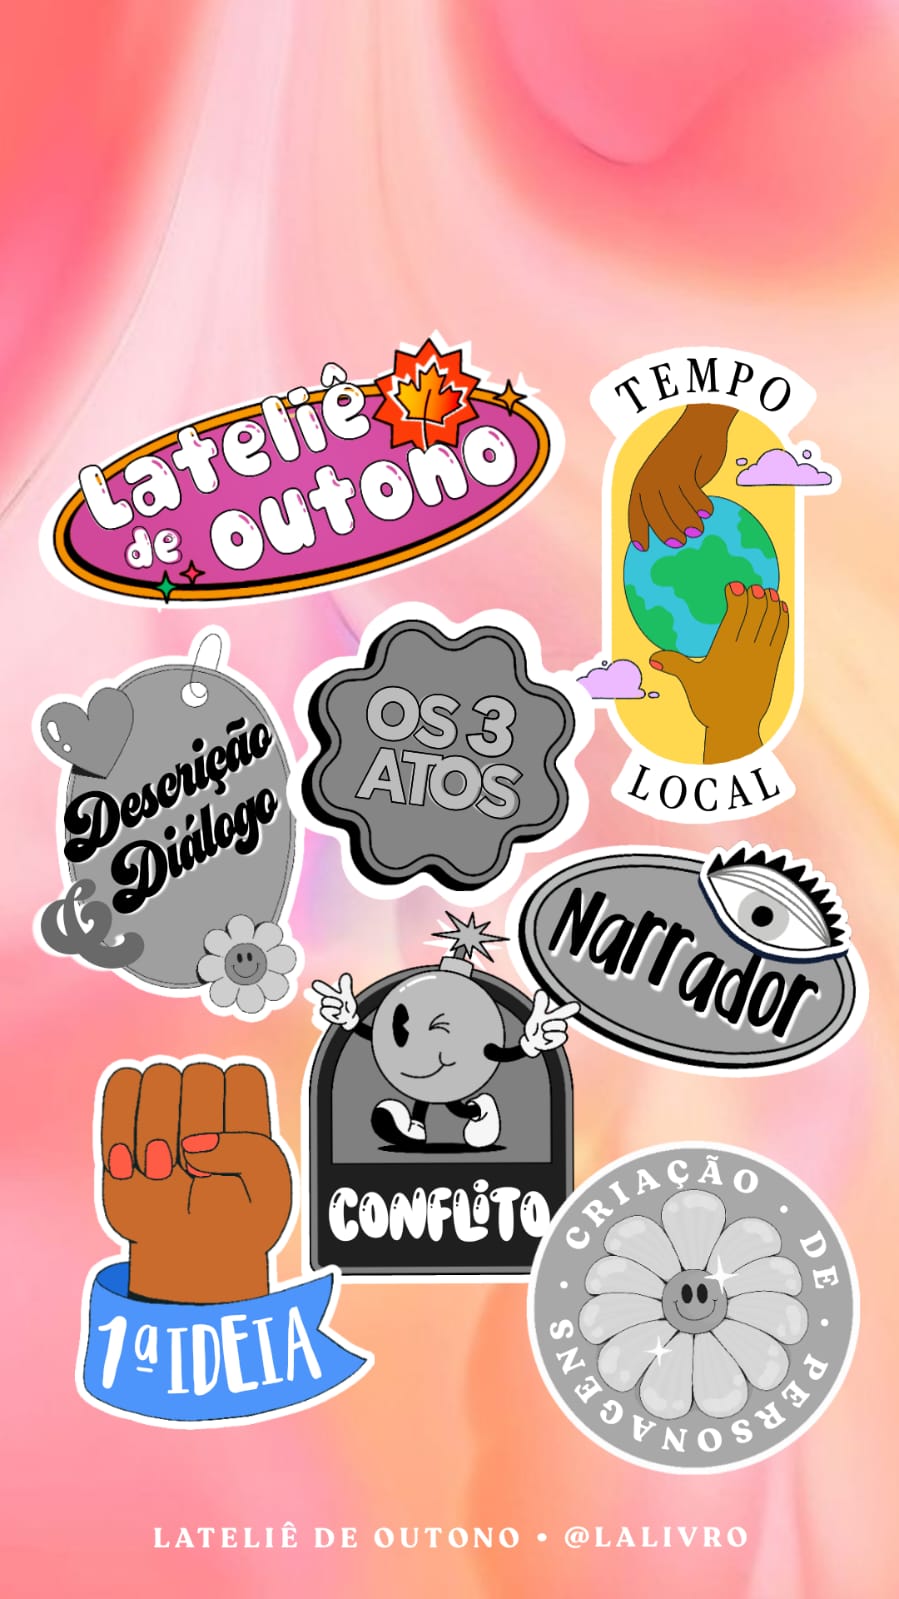 Lateliê
de outono
TEMPO
LOCAL
Descrição
&
Diálogo
OS 3
ATOS
Narrador
CONFLITO
1ª IDEIA
CRIAÇÃO · DE · PERSONAGENS ·
LATELIÊ DE OUTONO • @LALIVRO